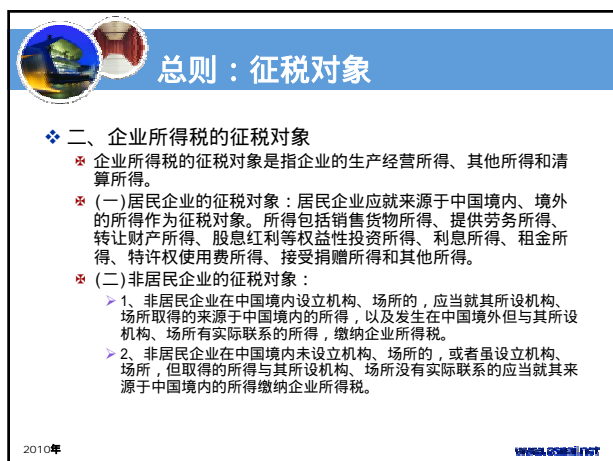 总则：征税对象
二、企业所得税的征税对象
企业所得税的征税对象是指企业的生产经营所得、其他所得和清
算所得。
(一)居民企业的征税对象：居民企业应就来源于中国境内、境外
的所得作为征税对象。所得包括销售货物所得、提供劳务所得、
转让财产所得、股息红利等权益性投资所得、利息所得、租金所
得、特许权使用费所得、接受捐赠所得和其他所得。
(二)非居民企业的征税对象：
1、非居民企业在中国境内设立机构、场所的，应当就其所设机构、
场所取得的来源于中国境内的所得，以及发生在中国境外但与其所设
机构、场所有实际联系的所得，缴纳企业所得税。
2、非居民企业在中国境内未设立机构、场所的，或者虽设立机构、
场所，但取得的所得与其所设机构、场所没有实际联系的应当就其来
源于中国境内的所得缴纳企业所得税。
2010年